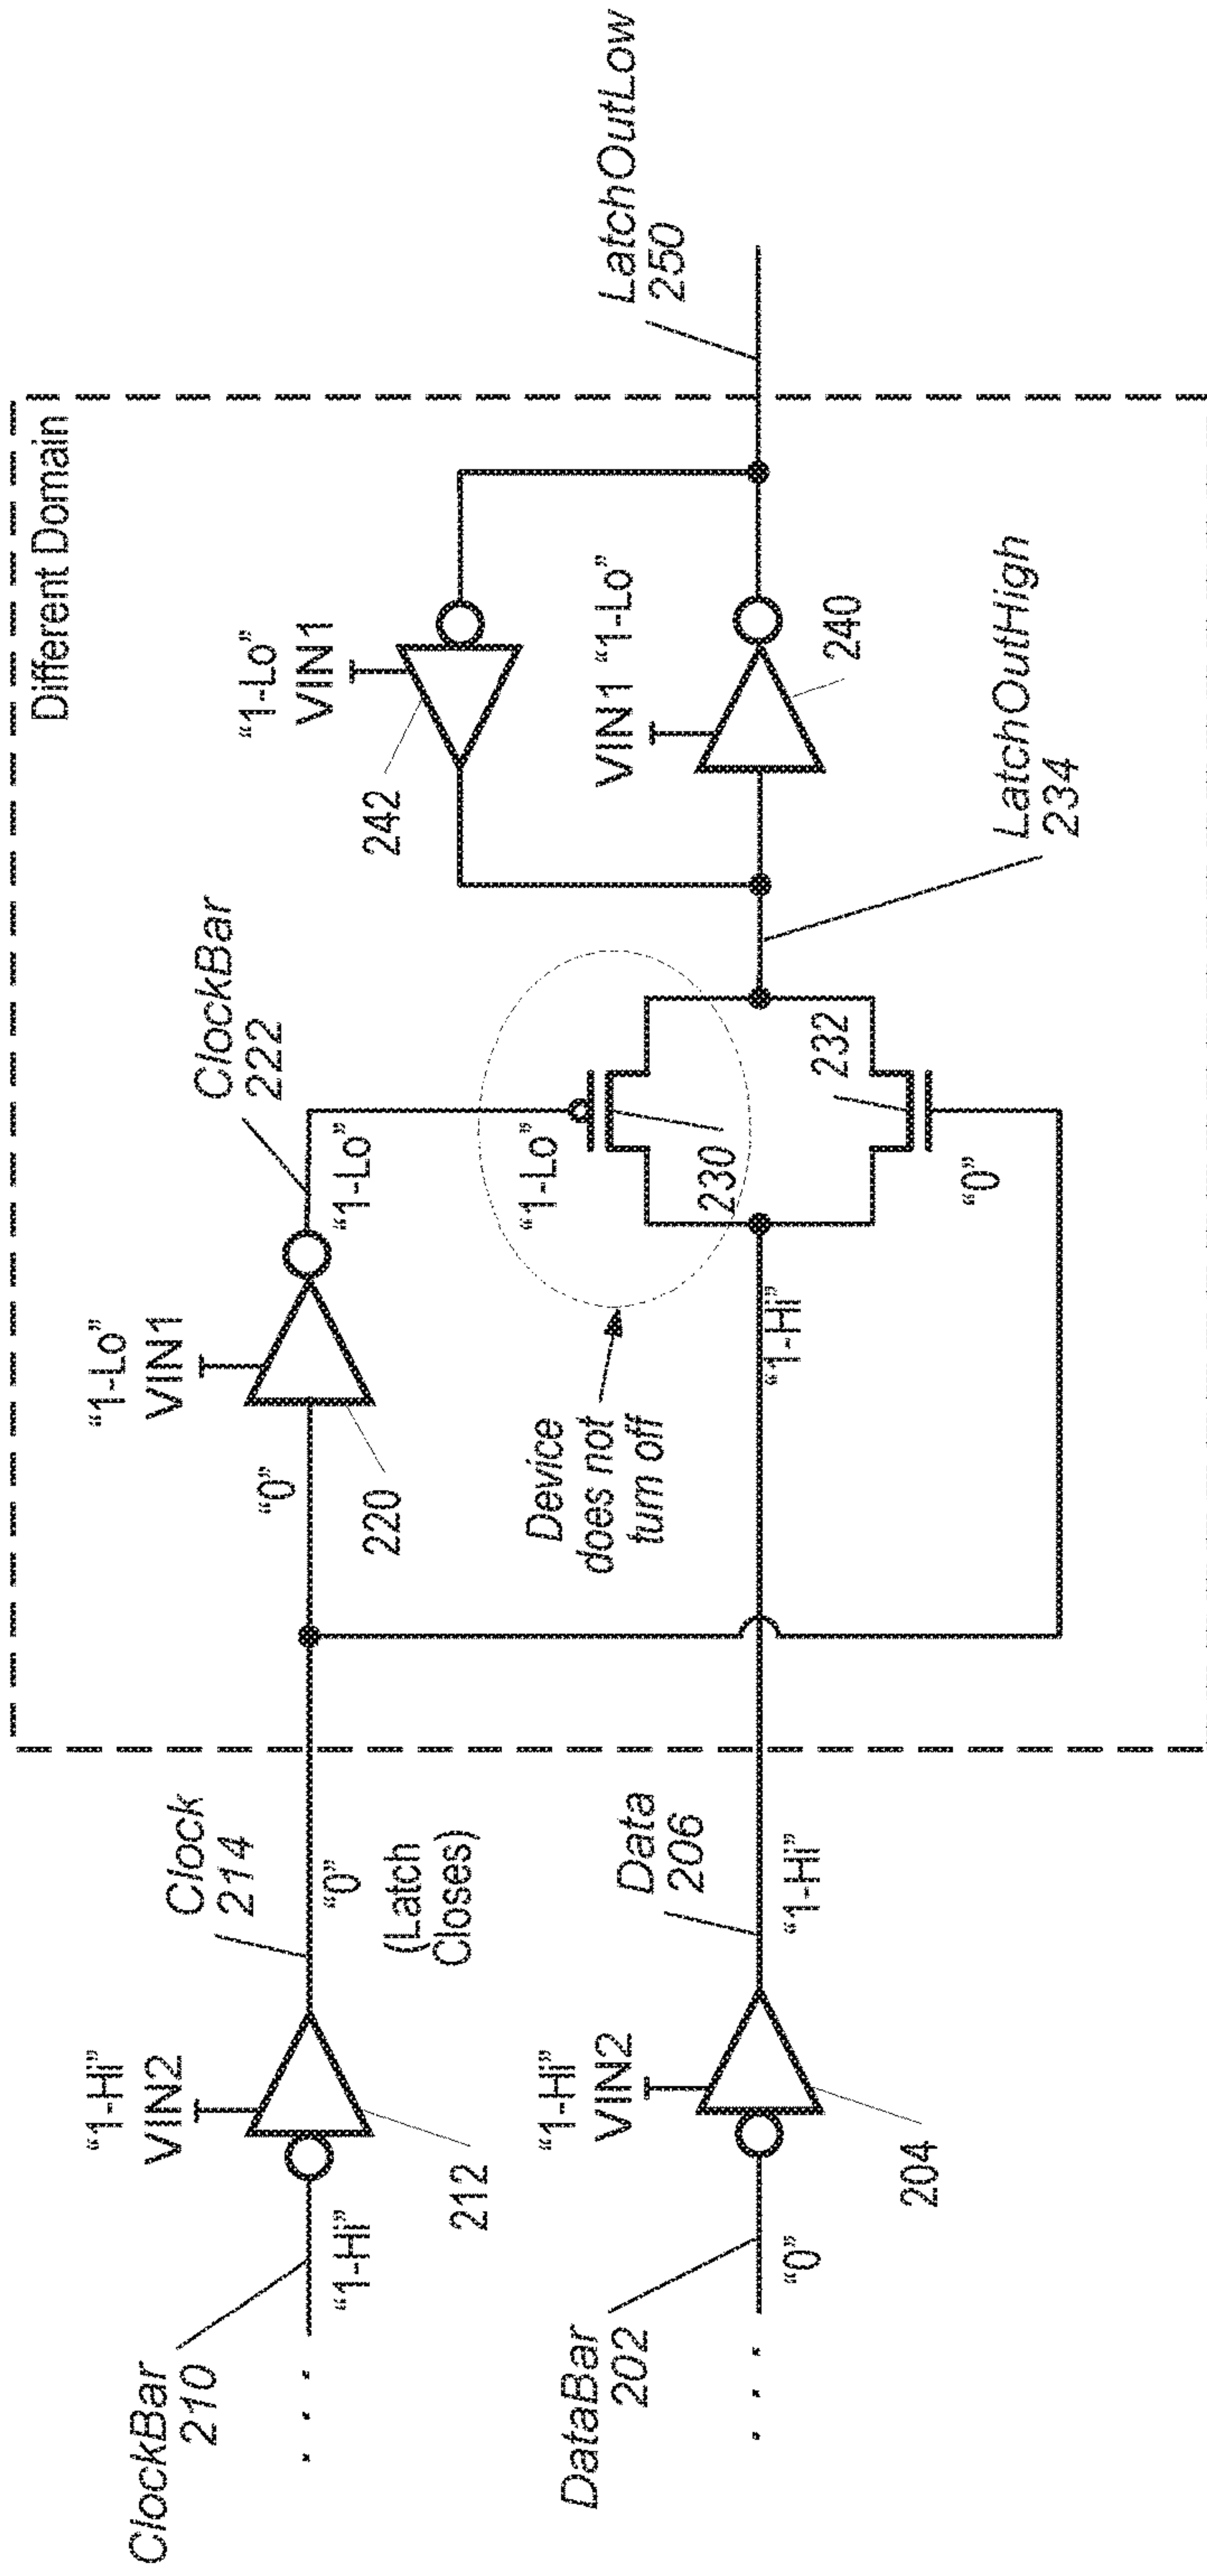 Different Domain
ClockBar
210
"1-Hi"
"1-Hi"
VIN2
212
Clock
214
"0"
(Latch
Closes)
"0"
"1-Lo"
VIN1
220
ClockBar
222
"1-Lo"
"1-Lo"
VIN1
242
DataBar
202
"0"
"1-Hi"
VIN2
204
Data
206
"1-Hi"
Device
does not
turn off
"1-Hi"
"1-Lo"
230
232
"0"
VIN1 "1-Lo"
240
LatchOutHigh
234
LatchOutLow
250